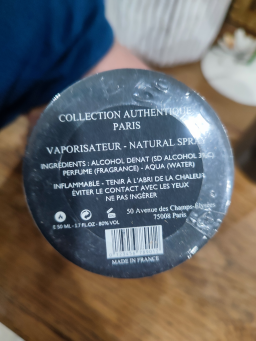 COLLECTION AUTHENTIQUE
PARIS
VAPORISATEUR - NATURAL SPRAY
INGRÉDIENTS : ALCOHOL DENAT (SD ALCOHOL 39C)
PERFUME (FRAGRANCE) - AQUA (WATER)
INFLAMMABLE - TENIR À L'ABRI DE LA CHALEUR
ÉVITER LE CONTACT AVEC LES YEUX
NE PAS INGÉRER
50 Avenue des Champs-Élysées
75008 Paris
E 50 ML - 1.7 FL.OZ - 80% VOL
MADE IN FRANCE